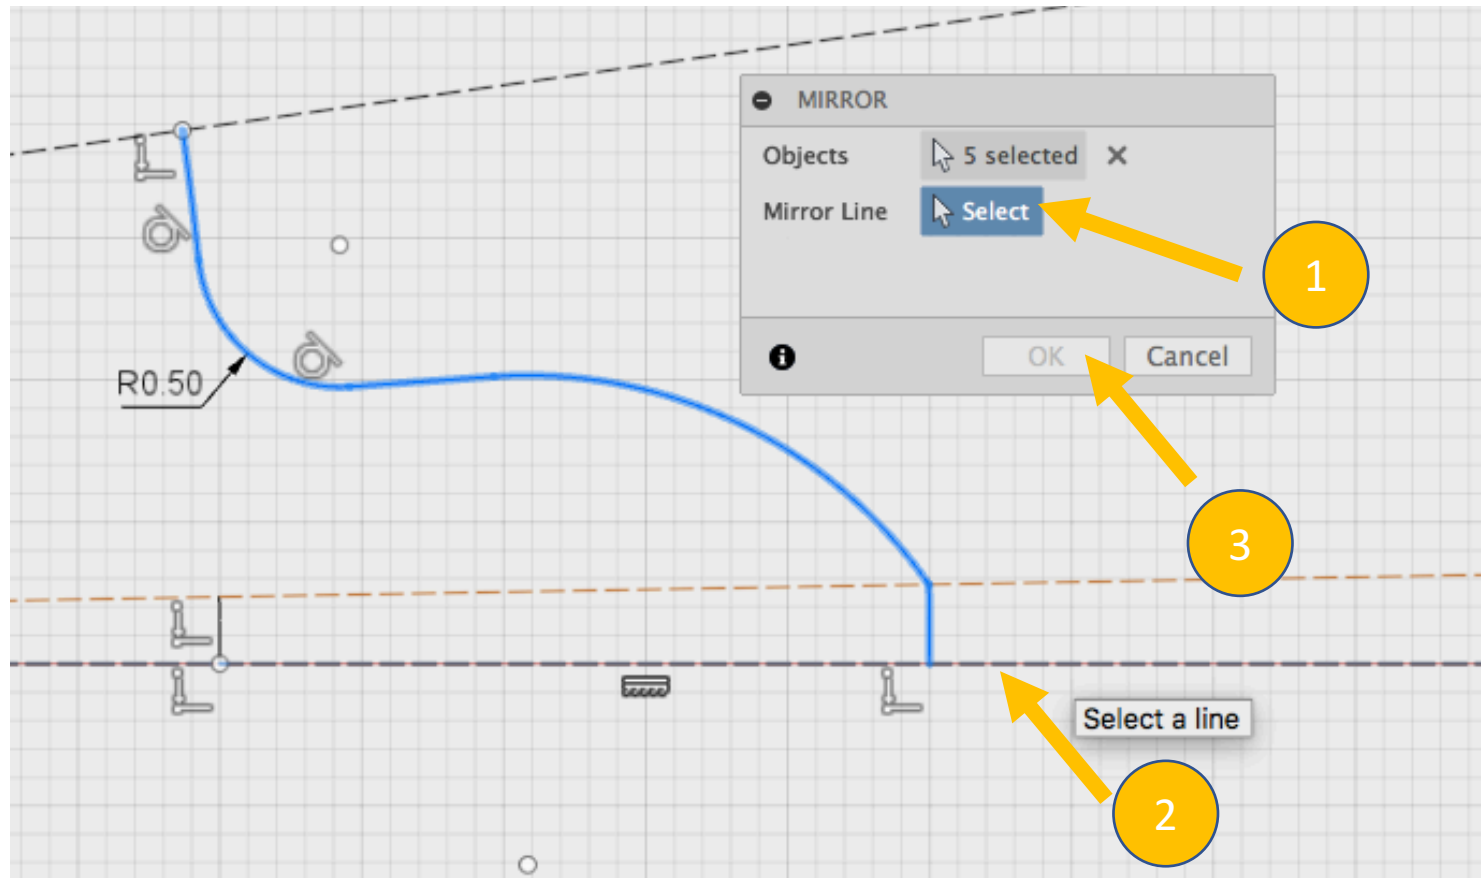 MIRROR
Objects 5 selected
Mirror Line Select
1
OK Cancel
R0.50
3
Select a line
2